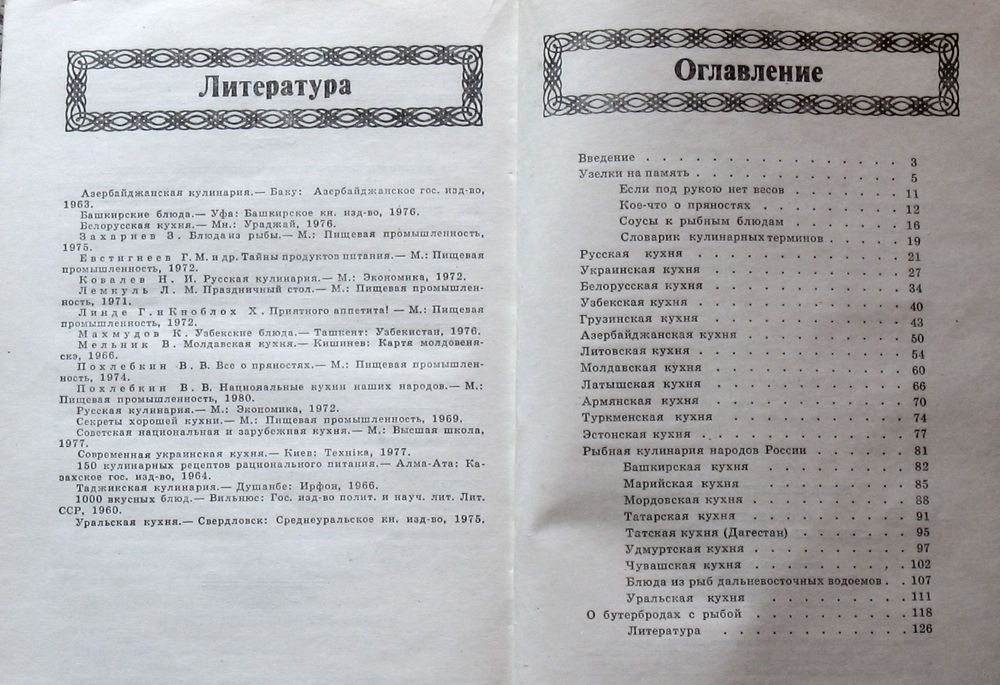 Литература
Азербайджанская кулинария.— Баку: Азербайджанское гос. изд-во,
1963.
Башкирские блюда.— Уфа: Башкирское кн. изд-во, 1976.
Белорусская кухня.— Мн.: Ураджай, 1976.
Захариев З. Блюда из рыбы.— М.: Пищевая промышленность,
1975.
Евстигнеев Г. М. и др. Тайны продуктов питания.— М.: Пищевая
промышленность, 1972.
Ковалев Н. И. Русская кулинария.— М.: Экономика, 1972.
Лемкуль Л. М. Праздничный стол.— М.: Пищевая промышлен-
ность, 1971.
Линде Г. и Кноблох Х. Приятного аппетита! — М.: Пищевая
промышленность, 1972.
Махмудов К. Узбекские блюда.— Ташкент: Узбекистан, 1976.
Мельник В. Молдавская кухня.— Кишинев: Картя молдовеня-
скэ, 1966.
Похлебкин В. В. Все о пряностях.— М.: Пищевая промышлен-
ность, 1974.
Похлебкин В. В. Национальные кухни наших народов.— М.:
Пищевая промышленность, 1980.
Русская кулинария.— М.: Экономика, 1972.
Секреты хорошей кухни.— М.: Пищевая промышленность, 1969.
Советская национальная и зарубежная кухня.— М.: Высшая школа,
1977.
Современная украинская кухня.— Киев: Технiка, 1977.
150 кулинарных рецептов рационального питания.— Алма-Ата: Ка-
захское гос. изд-во, 1964.
Таджикская кулинария.— Душанбе: Ирфон, 1966.
1000 вкусных блюд.— Вильнюс: Гос. изд-во полит. и науч. лит. Лит.
ССР, 1960.
Уральская кухня.— Свердловск: Среднеуральское кн. изд-во, 1975.
Оглавление
Введение . . . . . . . . . . . . . . 3
Узелки на память . . . . . . . . . . . . 5
Если под рукою нет весов . . . . . . . 11
Кое-что о пряностях . . . . . . . . . 12
Соусы к рыбным блюдам . . . . . . . 16
Словарик кулинарных терминов . . . . . 19
Русская кухня . . . . . . . . . . . . 21
Украинская кухня . . . . . . . . . . . 27
Белорусская кухня . . . . . . . . . . . 34
Узбекская кухня . . . . . . . . . . . . 40
Грузинская кухня . . . . . . . . . . . 43
Азербайджанская кухня . . . . . . . . . . 50
Литовская кухня . . . . . . . . . . . . 54
Молдавская кухня . . . . . . . . . . . 60
Латышская кухня . . . . . . . . . . . 66
Армянская кухня . . . . . . . . . . . 70
Туркменская кухня . . . . . . . . . . . 74
Эстонская кухня . . . . . . . . . . . . 77
Рыбная кулинария народов России . . . . . . 81
Башкирская кухня . . . . . . . . . 82
Марийская кухня . . . . . . . . . 85
Мордовская кухня . . . . . . . . . 88
Татарская кухня . . . . . . . . . 91
Татская кухня (Дагестан) . . . . . . . 95
Удмуртская кухня . . . . . . . . . 97
Чувашская кухня . . . . . . . . . 102
Блюда из рыб дальневосточных водоемов . . 107
Уральская кухня . . . . . . . . 111
О бутербродах с рыбой . . . . . . . . . 118
Литература . . . . . . . . . . . 126